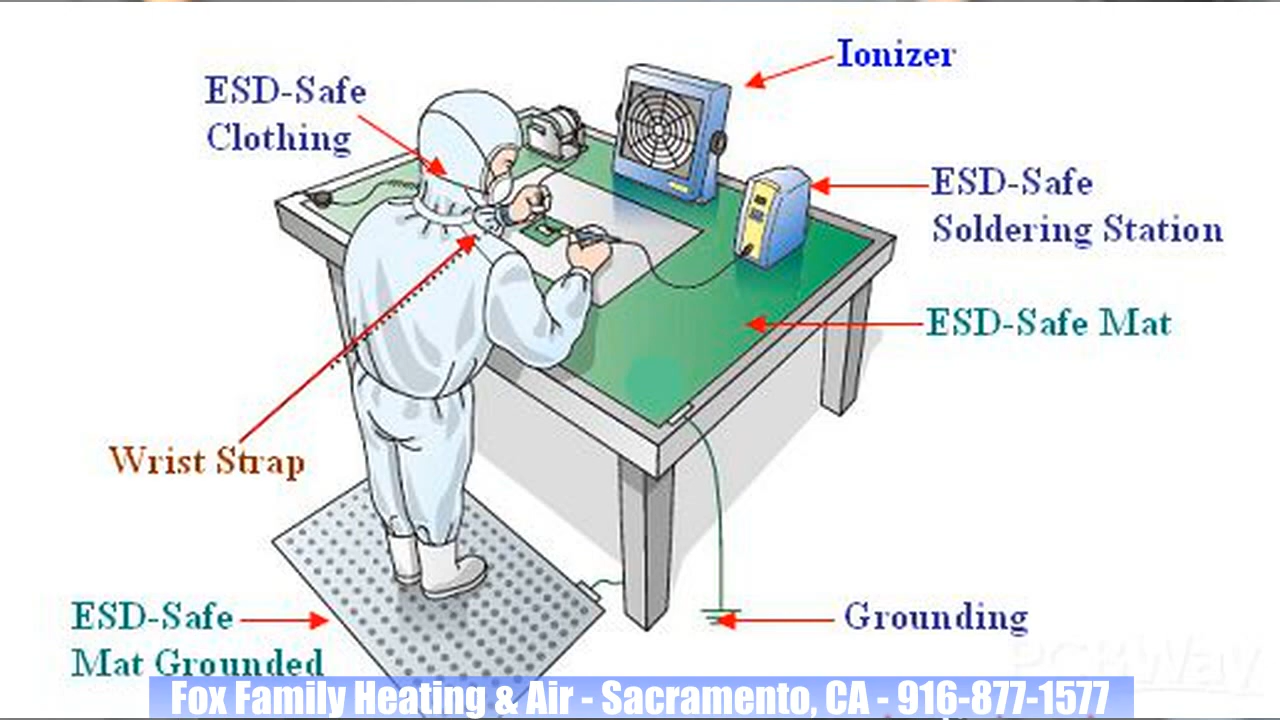 Ionizer
ESD-Safe
Clothing
ESD-Safe
Soldering Station
ESD-Safe Mat
Wrist Strap
ESD-Safe
Mat Grounded
Grounding
PCBWay
Fox Family Heating & Air - Sacramento, CA - 916-877-1577